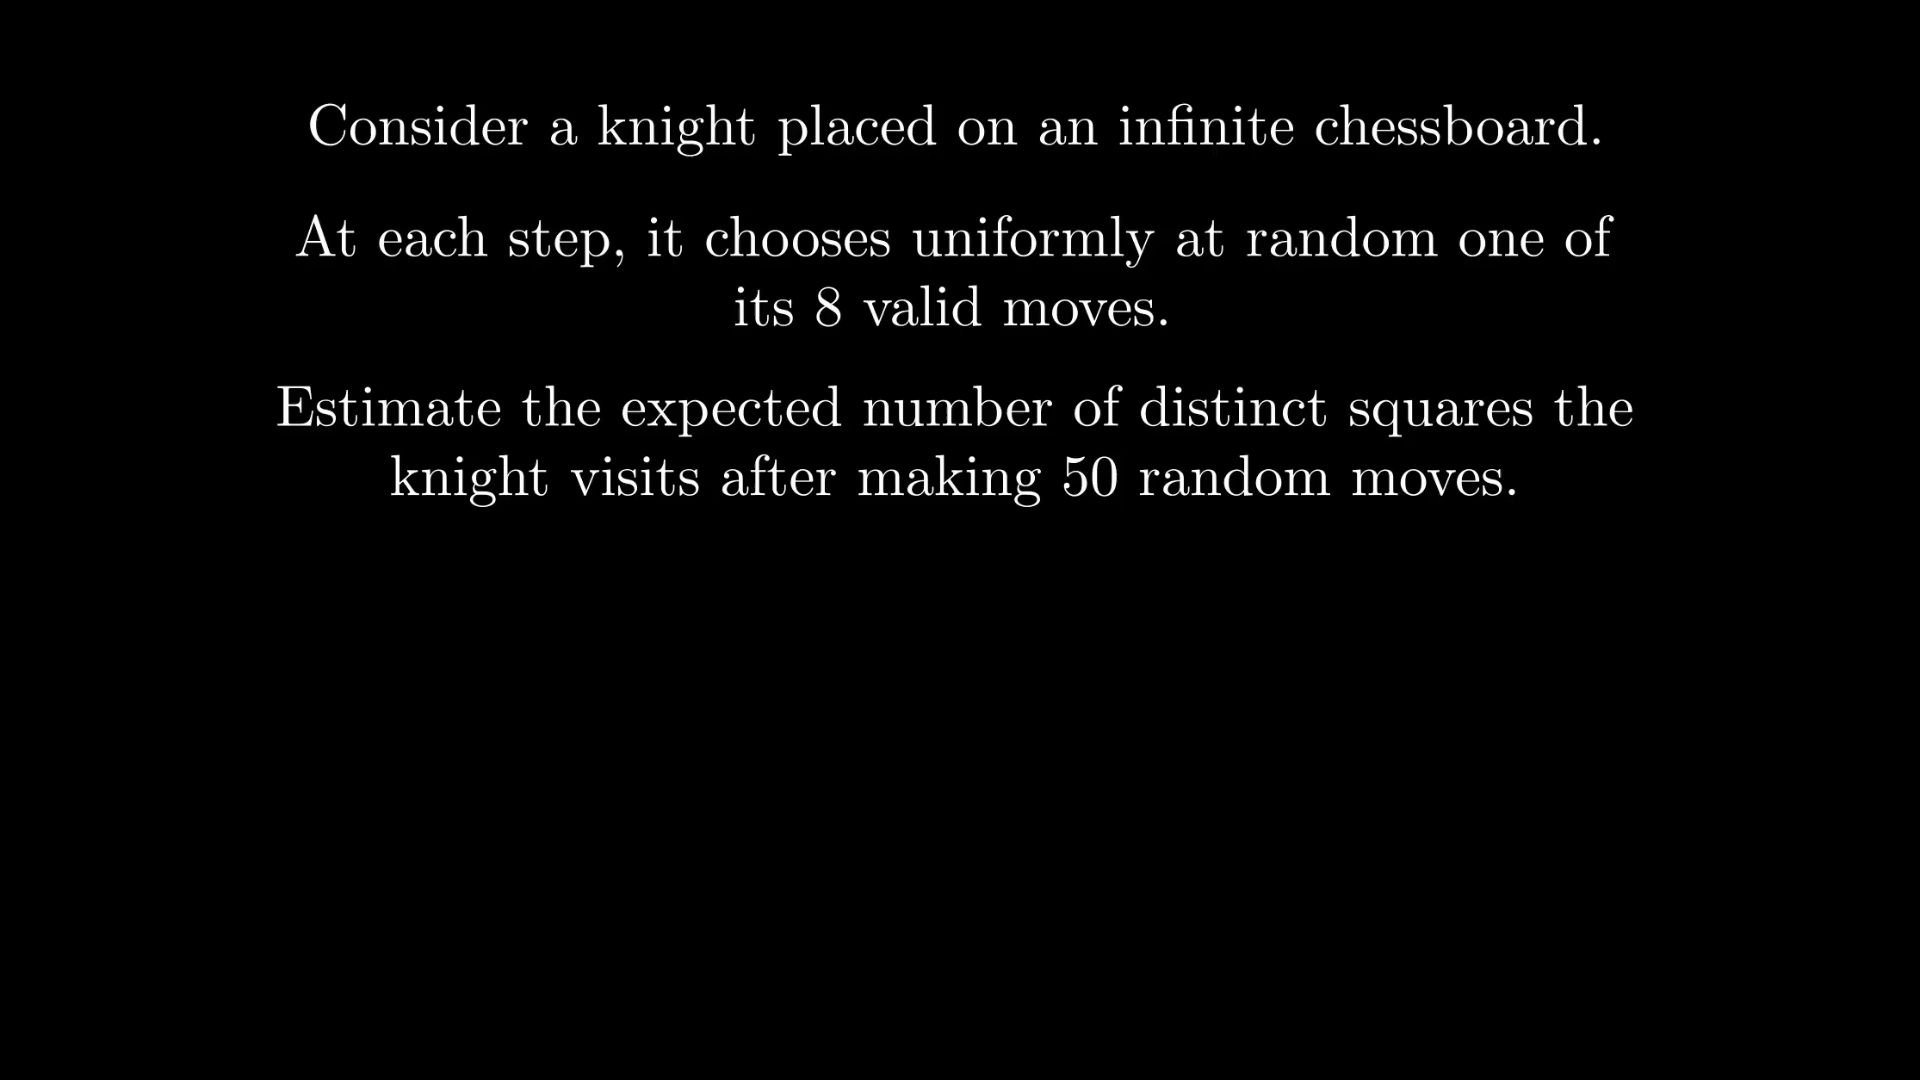 Consider a knight placed on an infinite chessboard.
At each step, it chooses uniformly at random one of
its 8 valid moves.
Estimate the expected number of distinct squares the
knight visits after making 50 random moves.